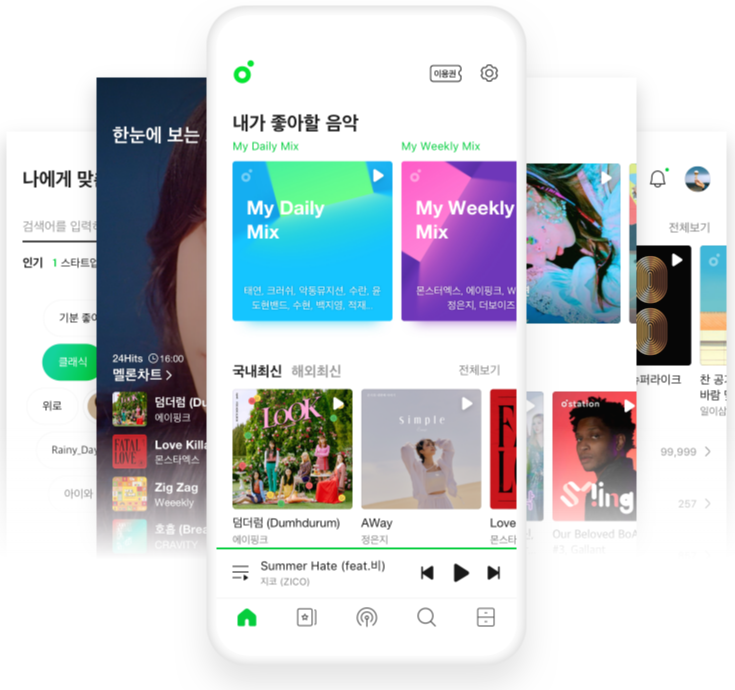 이용권
내가 좋아할 음악
My Daily Mix
My Weekly Mix
My Daily
Mix
태연, 크러쉬, 악동뮤지션, 수란, 윤
도현밴드, 수현, 백지영, 적재...
My Weekly
Mix
몬스터엑스, 에이핑크, W
정은지, 더보이즈
국내최신
해외최신
전체보기
LOOK
덤더럼 (Dumhdurum)
에이핑크
simple
AWay
정은지
Love
몬스타
Summer Hate (feat.비)
지코 (ZICO)
한눈에 보는
24Hits
16:00
멜론차트
덤더럼 (Du
에이핑크
FATAL
LOVE
Love Killa
몬스타엑스
Zig Zag
Weeekly
호흡 (Brea
CRAVITY
나에게 맞
검색어를 입력하
인기
1 스타트업
기분 좋아
클래식
위로
Rainy_Day
아이와
station
Sming
Our Beloved BoA
#3, Gallant
전체보기
슈퍼라이크
찬 공기
바람 
일이삼
99,999
257